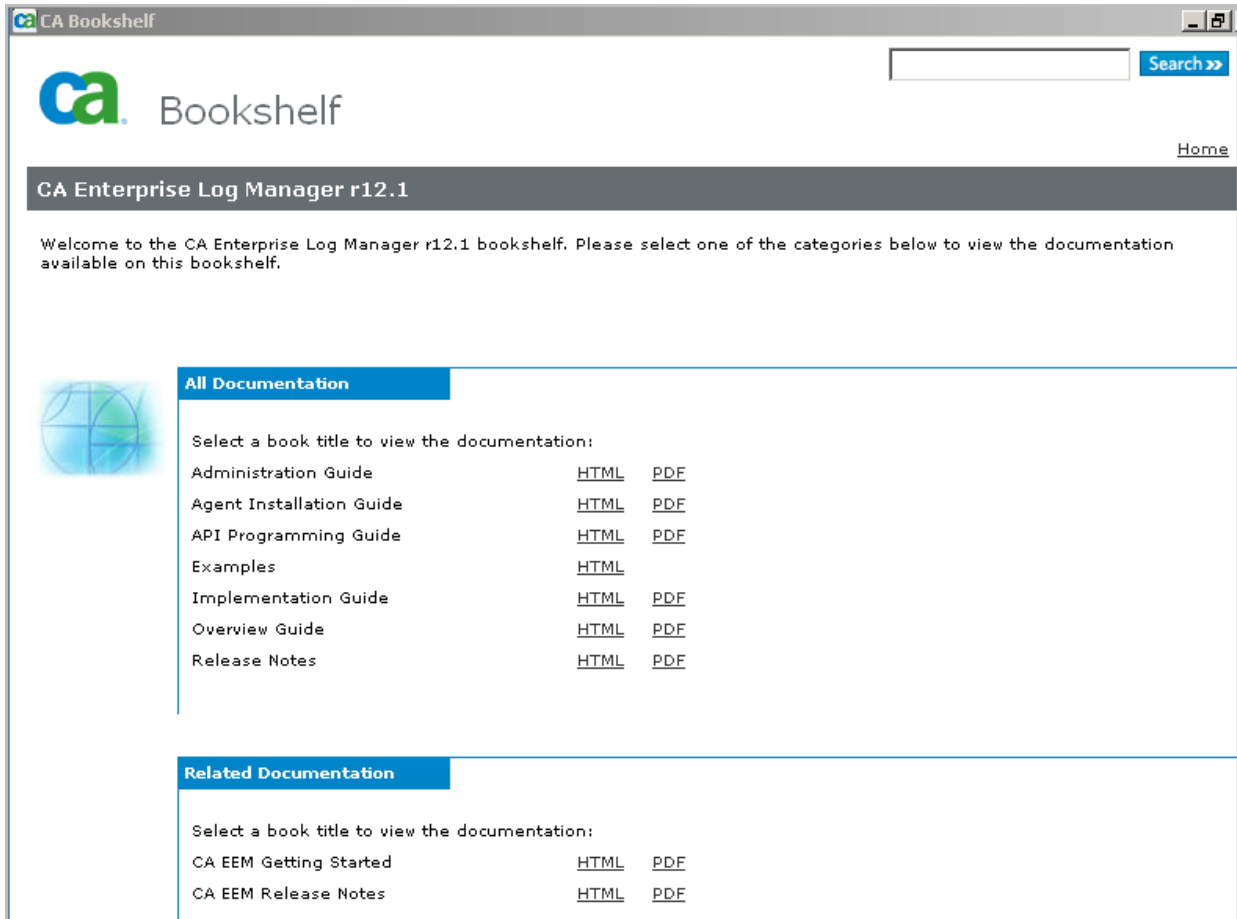 ca CA Bookshelf
Search >>
ca. Bookshelf
Home
CA Enterprise Log Manager r12.1
Welcome to the CA Enterprise Log Manager r12.1 bookshelf. Please select one of the categories below to view the documentation
available on this bookshelf.
All Documentation
Select a book title to view the documentation:
Administration Guide HTML PDF
Agent Installation Guide HTML PDF
API Programming Guide HTML PDF
Examples HTML
Implementation Guide HTML PDF
Overview Guide HTML PDF
Release Notes HTML PDF
Related Documentation
Select a book title to view the documentation:
CA EEM Getting Started HTML PDF
CA EEM Release Notes HTML PDF